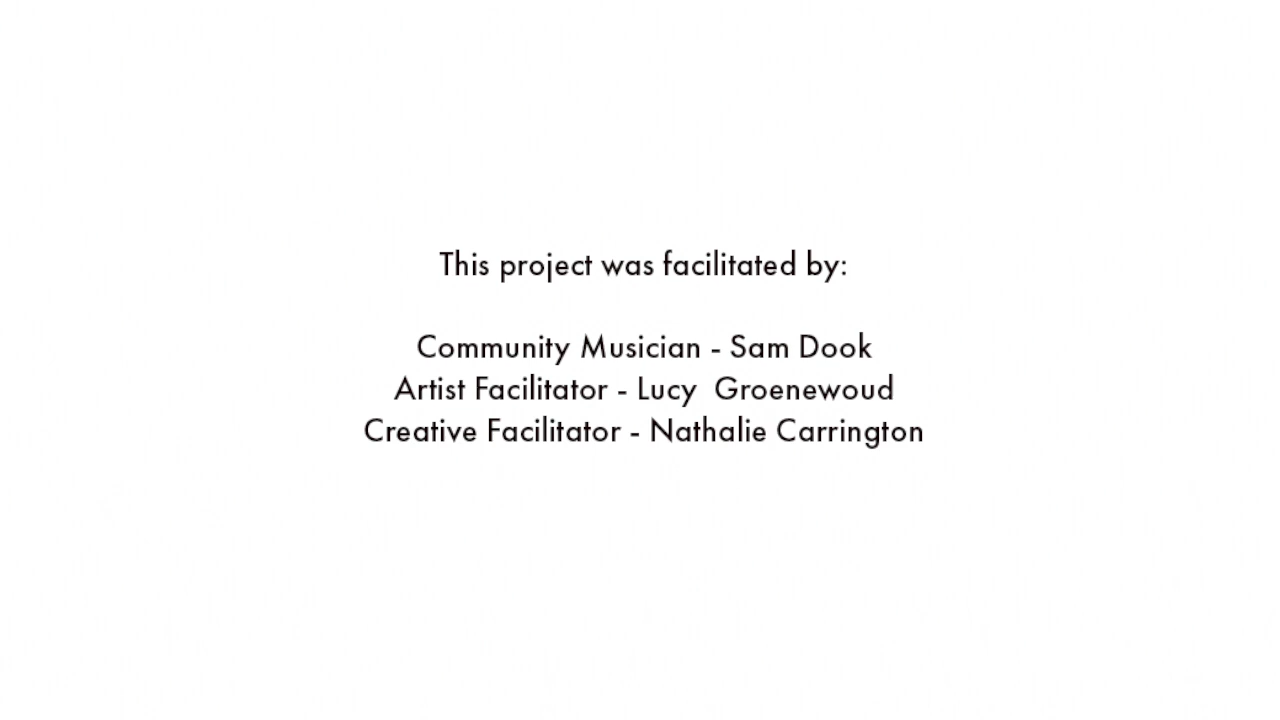 This project was facilitated by:
Community Musician - Sam Dook
Artist Facilitator - Lucy  Groenewoud
Creative Facilitator - Nathalie Carrington